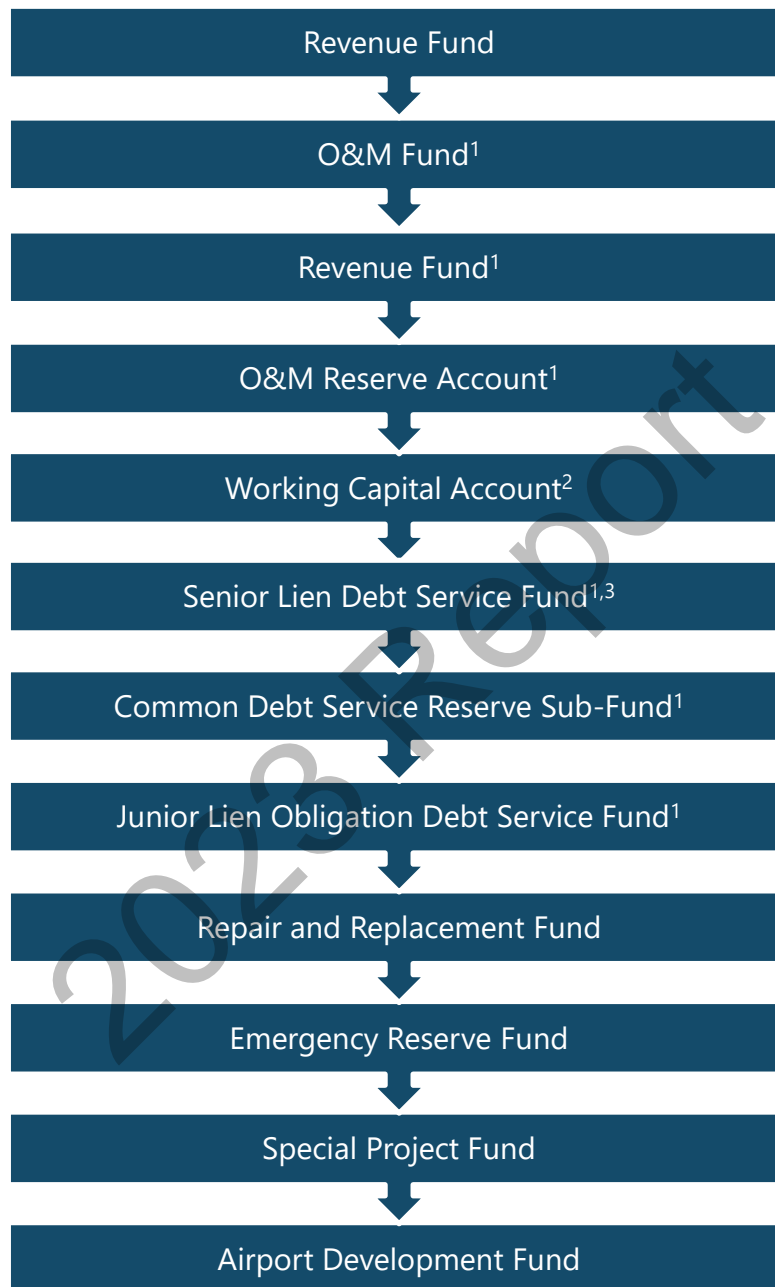 Revenue Fund
O&M Fund¹
Revenue Fund¹
O&M Reserve Account¹
Working Capital Account²
Senior Lien Debt Service Fund¹,³
Common Debt Service Reserve Sub-Fund¹
Junior Lien Obligation Debt Service Fund¹
Repair and Replacement Fund
Emergency Reserve Fund
Special Project Fund
Airport Development Fund
2023 Report